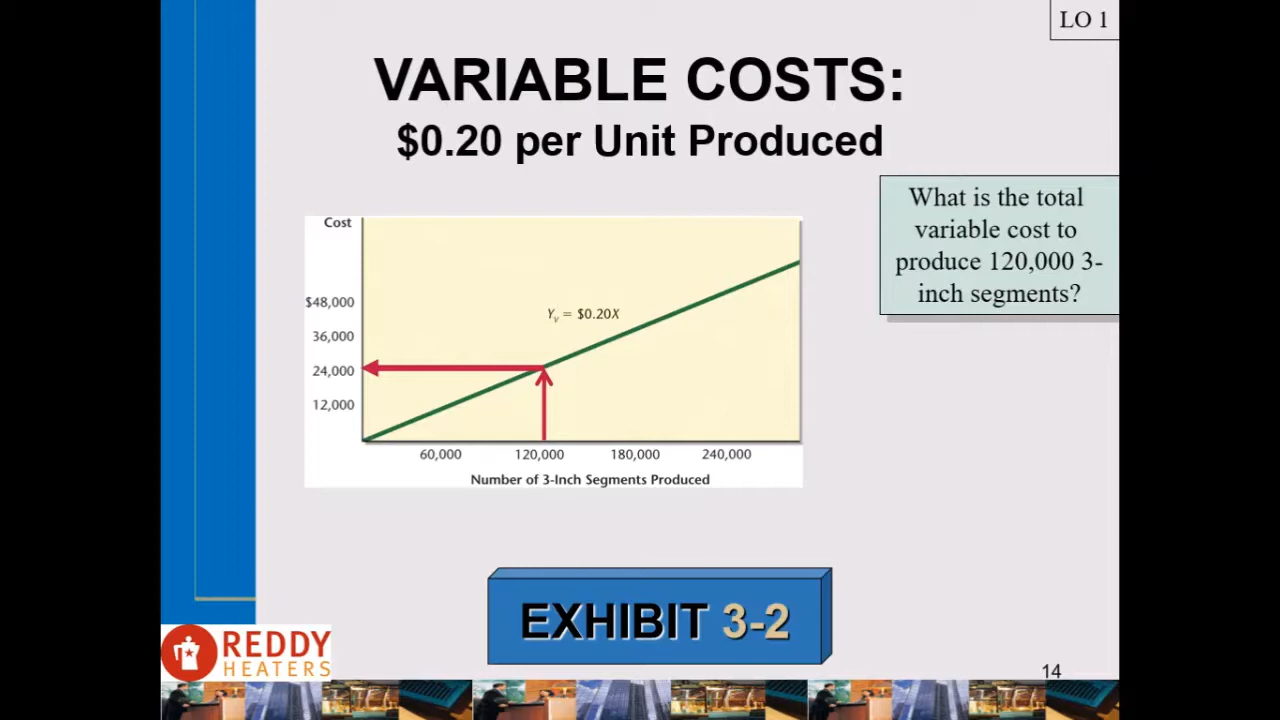 LO 1
VARIABLE COSTS:
$0.20 per Unit Produced
What is the total
variable cost to
produce 120,000 3-
inch segments?
Cost
$48,000
36,000
24,000
12,000
Yv = $0.20X
60,000 120,000 180,000 240,000
Number of 3-Inch Segments Produced
EXHIBIT 3-2
REDDY
HEATERS
14